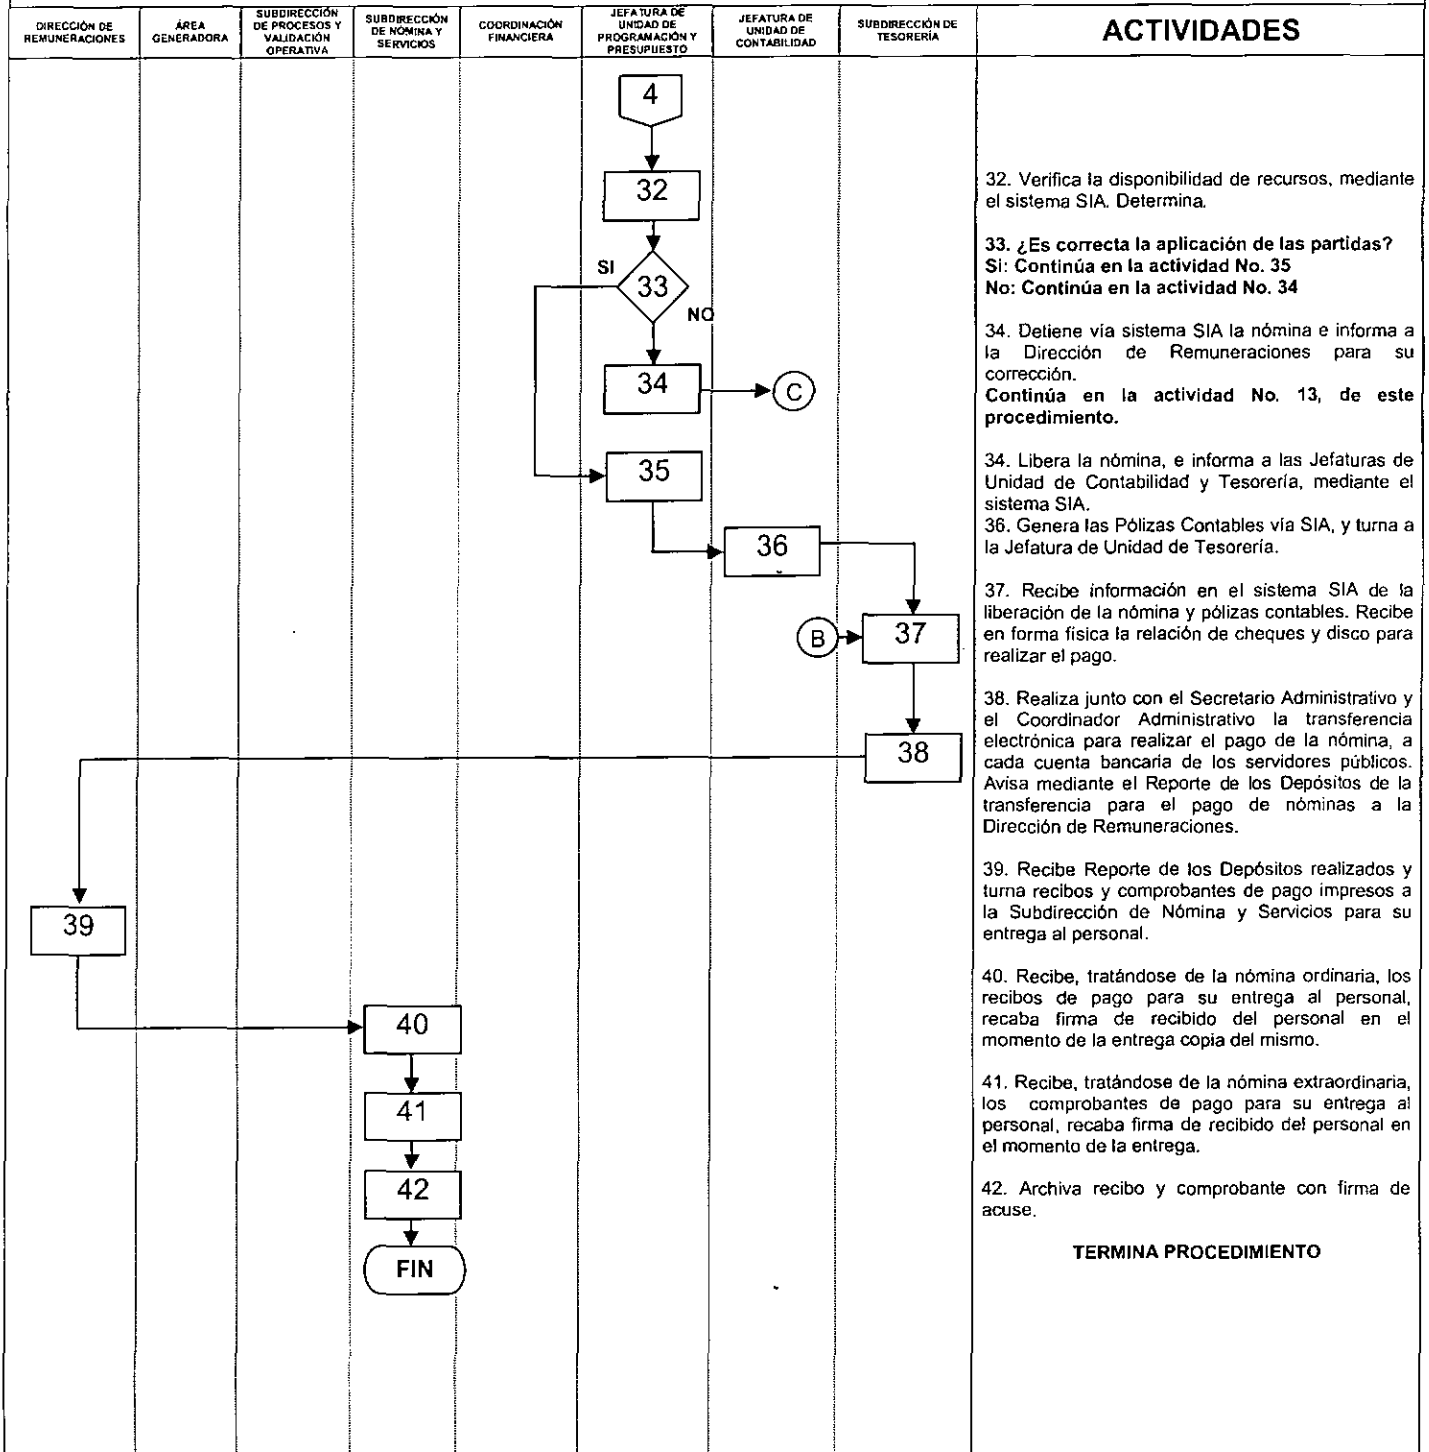 DIRECCIÓN DE
REMUNERACIONES
ÁREA
GENERADORA
SUBDIRECCIÓN
DE PROCESOS Y
VALIDACIÓN
OPERATIVA
SUBDIRECCIÓN
DE NÓMINA Y
SERVICIOS
COORDINACIÓN
FINANCIERA
JEFATURA DE
UNIDAD DE
PROGRAMACIÓN Y
PRESUPUESTO
JEFATURA DE
UNIDAD DE
CONTABILIDAD
SUBDIRECCIÓN DE
TESORERÍA
ACTIVIDADES
4
32
SI
33
NO
34
C
35
36
B
37
38
39
40
41
42
FIN
32. Verifica la disponibilidad de recursos, mediante
el sistema SIA. Determina.
33. ¿Es correcta la aplicación de las partidas?
Si: Continúa en la actividad No. 35
No: Continúa en la actividad No. 34
34. Detiene vía sistema SIA la nómina e informa a
la Dirección de Remuneraciones para su
corrección.
Continúa en la actividad No. 13, de este
procedimiento.
34. Libera la nómina, e informa a las Jefaturas de
Unidad de Contabilidad y Tesorería, mediante el
sistema SIA.
36. Genera las Pólizas Contables vía SIA, y turna a
la Jefatura de Unidad de Tesorería.
37. Recibe información en el sistema SIA de la
liberación de la nómina y pólizas contables. Recibe
en forma física la relación de cheques y disco para
realizar el pago.
38. Realiza junto con el Secretario Administrativo y
el Coordinador Administrativo la transferencia
electrónica para realizar el pago de la nómina, a
cada cuenta bancaria de los servidores públicos.
Avisa mediante el Reporte de los Depósitos de la
transferencia para el pago de nóminas a la
Dirección de Remuneraciones.
39. Recibe Reporte de los Depósitos realizados y
turna recibos y comprobantes de pago impresos a
la Subdirección de Nómina y Servicios para su
entrega al personal.
40. Recibe, tratándose de la nómina ordinaria, los
recibos de pago para su entrega al personal,
recaba firma de recibido del personal en el
momento de la entrega copia del mismo.
41. Recibe, tratándose de la nómina extraordinaria,
los comprobantes de pago para su entrega al
personal, recaba firma de recibido del personal en
el momento de la entrega.
42. Archiva recibo y comprobante con firma de
acuse.
TERMINA PROCEDIMIENTO